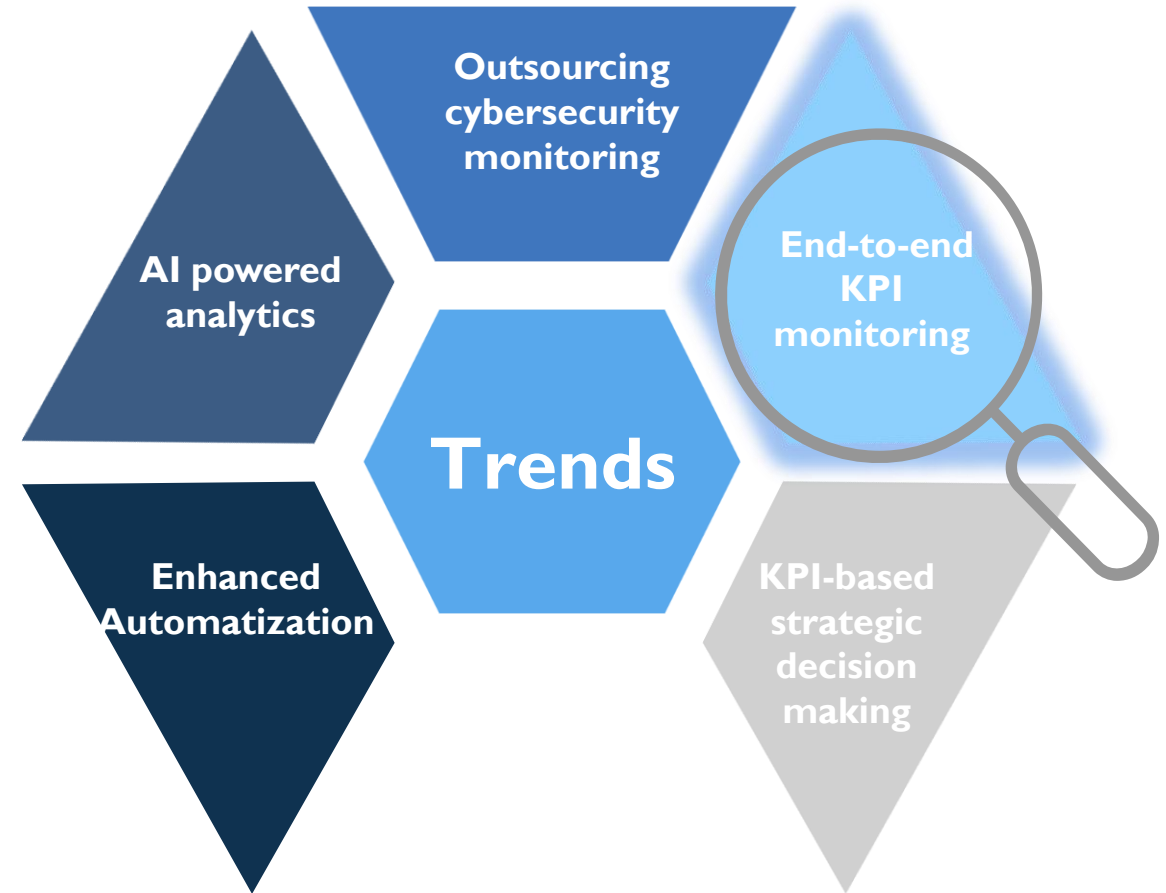 Outsourcing
cybersecurity
monitoring
AI powered
analytics
End-to-end
KPI
monitoring
Trends
Enhanced
Automatization
KPI-based
strategic
decision
making